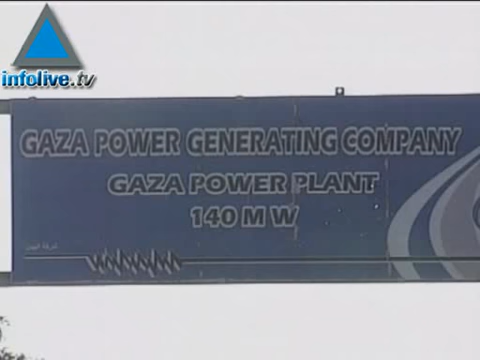 infolive.tv
GAZA POWER GENERATING COMPANY
GAZA POWER PLANT
140 M W